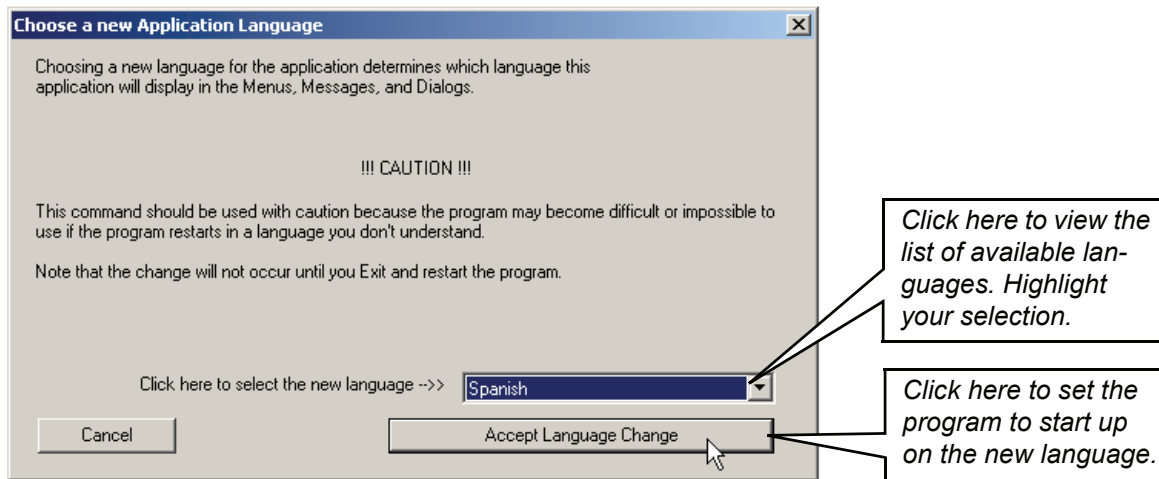 Choose a new Application Language
Choosing a new language for the application determines which language this
application will display in the Menus, Messages, and Dialogs.
!!! CAUTION !!!
This command should be used with caution because the program may become difficult or impossible to
use if the program restarts in a language you don't understand.
Note that the change will not occur until you Exit and restart the program.
Click here to select the new language -->> Spanish
Cancel Accept Language Change
Click here to view the
list of available lan-
guages. Highlight
your selection.
Click here to set the
program to start up
on the new language.